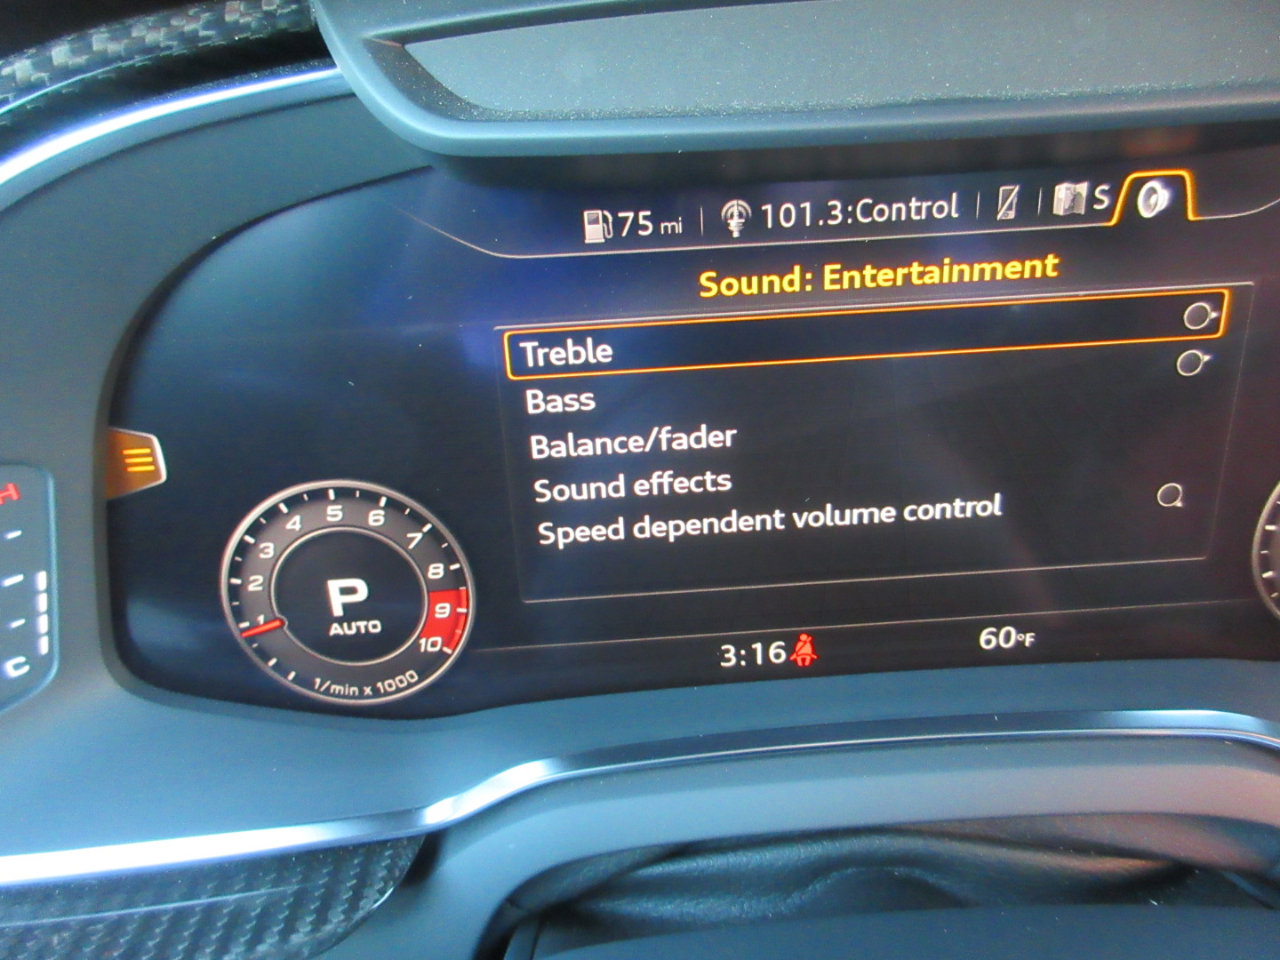 75 mi 101.3:Control S
Sound: Entertainment
Treble
Bass
Balance/fader
Sound effects
Speed dependent volume control
1 2 3 4 5 6 7 8 9 10
P
AUTO
1/min x 1000
3:16 60°F
H
C